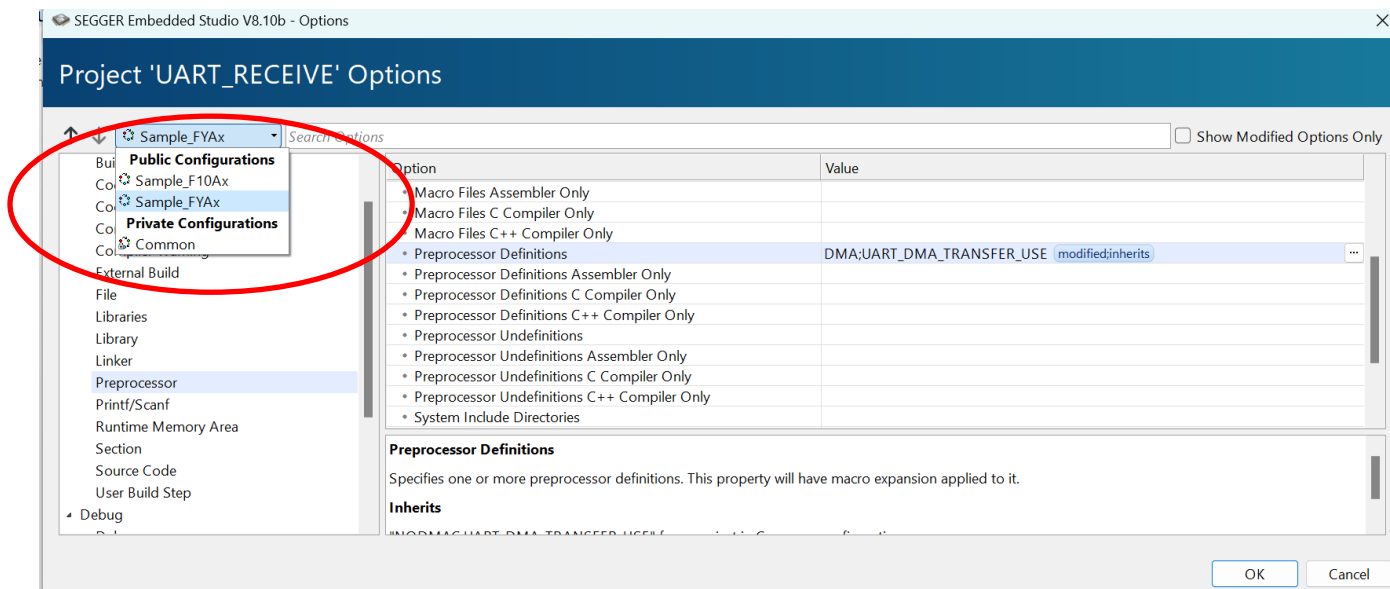 SEGGER Embedded Studio V8.10b - Options
Project 'UART_RECEIVE' Options
Sample_FYAx
Search Options
Show Modified Options Only
Public Configurations
Sample_F10Ax
Sample_FYAx
Private Configurations
Common
External Build
File
Libraries
Library
Linker
Preprocessor
Printf/Scanf
Runtime Memory Area
Section
Source Code
User Build Step
Debug
Option Value
Macro Files Assembler Only
Macro Files C Compiler Only
Macro Files C++ Compiler Only
Preprocessor Definitions DMA;UART_DMA_TRANSFER_USE modified;inherits ...
Preprocessor Definitions Assembler Only
Preprocessor Definitions C Compiler Only
Preprocessor Definitions C++ Compiler Only
Preprocessor Undefinitions
Preprocessor Undefinitions Assembler Only
Preprocessor Undefinitions C Compiler Only
Preprocessor Undefinitions C++ Compiler Only
System Include Directories
Preprocessor Definitions
Specifies one or more preprocessor definitions. This property will have macro expansion applied to it.
Inherits
OK
Cancel